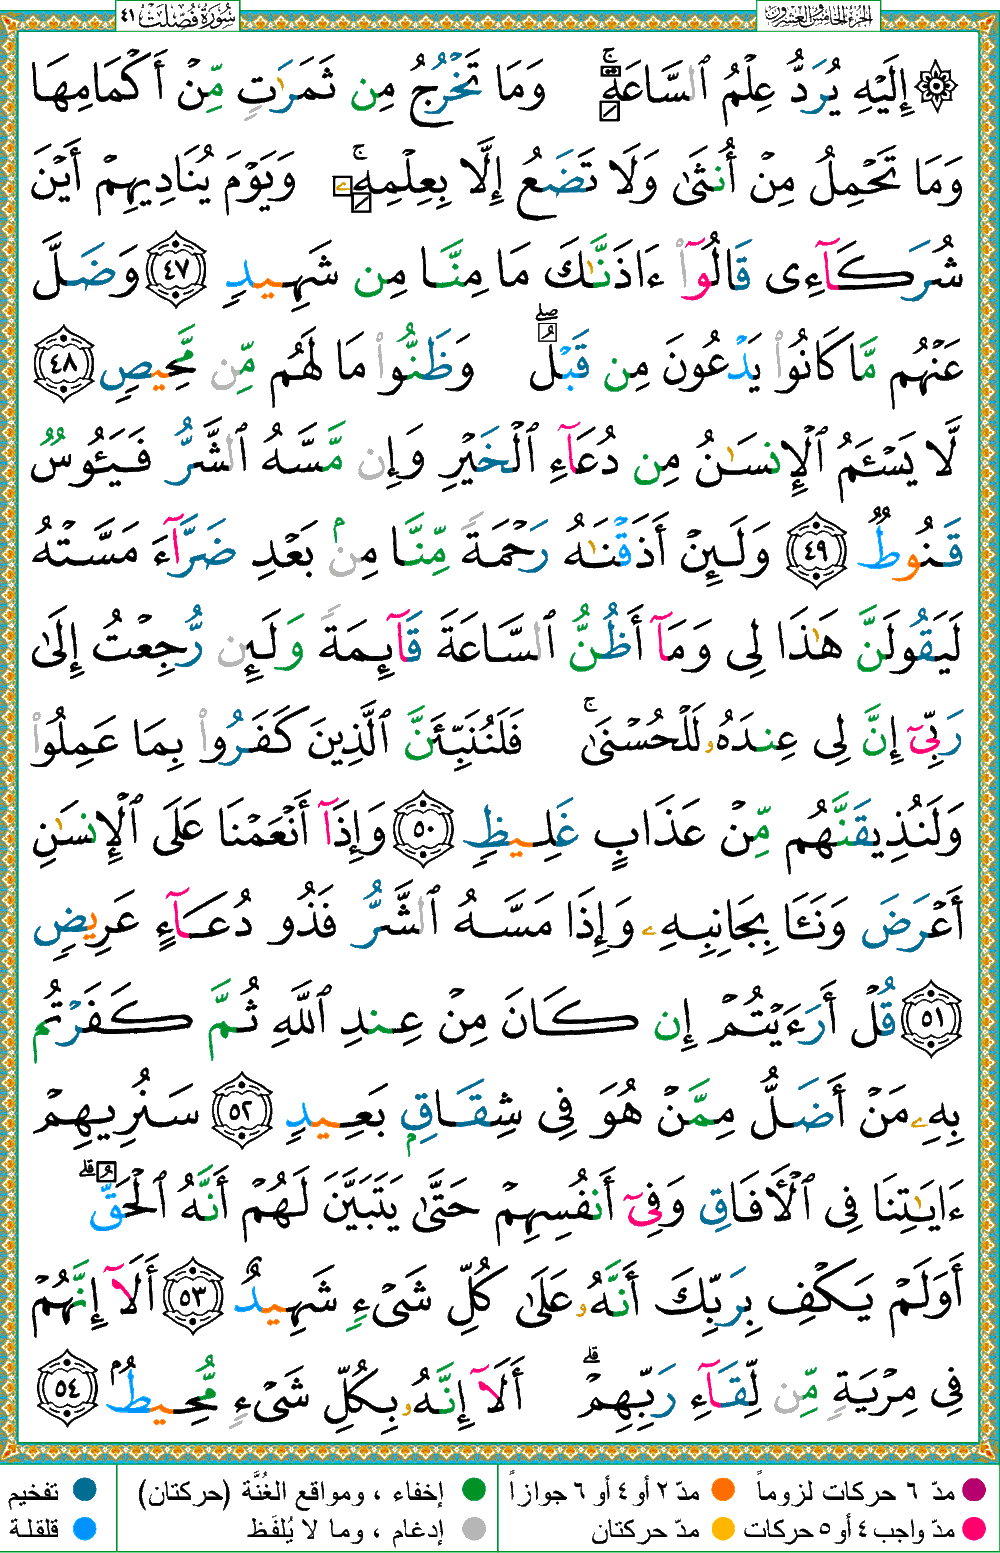 سُورَةُ فُصِّلَتْ ٤١
الجزء الخامس والعشرون
۞ إِلَيْهِ يُرَدُّ عِلْمُ ٱلسَّاعَةِ ۚ وَمَا تَخْرُجُ مِن ثَمَرَٰتٍ مِّنْ أَكْمَامِهَا
وَمَا تَحْمِلُ مِنْ أُنثَىٰ وَلَا تَضَعُ إِلَّا بِعِلْمِهِۦ ۚ وَيَوْمَ يُنَادِيهِمْ أَيْنَ
شُرَكَآءِى قَالُوٓا۟ ءَاذَنَّٰكَ مَا مِنَّا مِن شَهِيدٍ ٤٧ وَضَلَّ
عَنْهُم مَّا كَانُوا۟ يَدْعُونَ مِن قَبْلُ ۖ وَظَنُّوا۟ مَا لَهُم مِّن مَّحِيصٍ ٤٨
لَّا يَسْـَٔمُ ٱلْإِنسَٰنُ مِن دُعَآءِ ٱلْخَيْرِ وَإِن مَّسَّهُ ٱلشَّرُّ فَيَـُٔوسٌ
قَنُوطٌ ٤٩ وَلَئِنْ أَذَقْنَٰهُ رَحْمَةً مِّنَّا مِنۢ بَعْدِ ضَرَّآءَ مَسَّتْهُ
لَيَقُولَنَّ هَٰذَا لِى وَمَآ أَظُنُّ ٱلسَّاعَةَ قَآئِمَةً وَلَئِن رُّجِعْتُ إِلَىٰ
رَبِّىٓ إِنَّ لِى عِندَهُۥ لَلْحُسْنَىٰ ۚ فَلَنُنَبِّئَنَّ ٱلَّذِينَ كَفَرُوا۟ بِمَا عَمِلُوا۟
وَلَنُذِيقَنَّهُم مِّنْ عَذَابٍ غَلِيظٍ ٥٠ وَإِذَآ أَنْعَمْنَا عَلَى ٱلْإِنسَٰنِ
أَعْرَضَ وَنَـَٔا بِجَانِبِهِۦ وَإِذَا مَسَّهُ ٱلشَّرُّ فَذُو دُعَآءٍ عَرِيضٍ
٥١ قُلْ أَرَءَيْتُمْ إِن كَانَ مِنْ عِندِ ٱللَّهِ ثُمَّ كَفَرْتُم
بِهِۦ مَنْ أَضَلُّ مِمَّنْ هُوَ فِى شِقَاقٍۭ بَعِيدٍ ٥٢ سَنُرِيهِمْ
ءَايَٰتِنَا فِى ٱلْأَفَاقِ وَفِىٓ أَنفُسِهِمْ حَتَّىٰ يَتَبَيَّنَ لَهُمْ أَنَّهُ ٱلْحَقُّ ۗ
أَوَلَمْ يَكْفِ بِرَبِّكَ أَنَّهُۥ عَلَىٰ كُلِّ شَىْءٍ شَهِيدٌ ٥٣ أَلَآ إِنَّهُمْ
فِى مِرْيَةٍ مِّن لِّقَآءِ رَبِّهِمْ ۗ أَلَآ إِنَّهُۥ بِكُلِّ شَىْءٍ مُّحِيطٌۢ ٥٤
مدّ ٦ حركات لزوماً
مدّ ٢ أو ٤ أو ٦ جوازاً
إخفاء ، ومواقع الغُنَّة (حركتان)
تفخيم
مدّ واجب ٤ أو ٥ حركات
مدّ حركتان
إدغام ، وما لا يُلفَظ
قلقلة